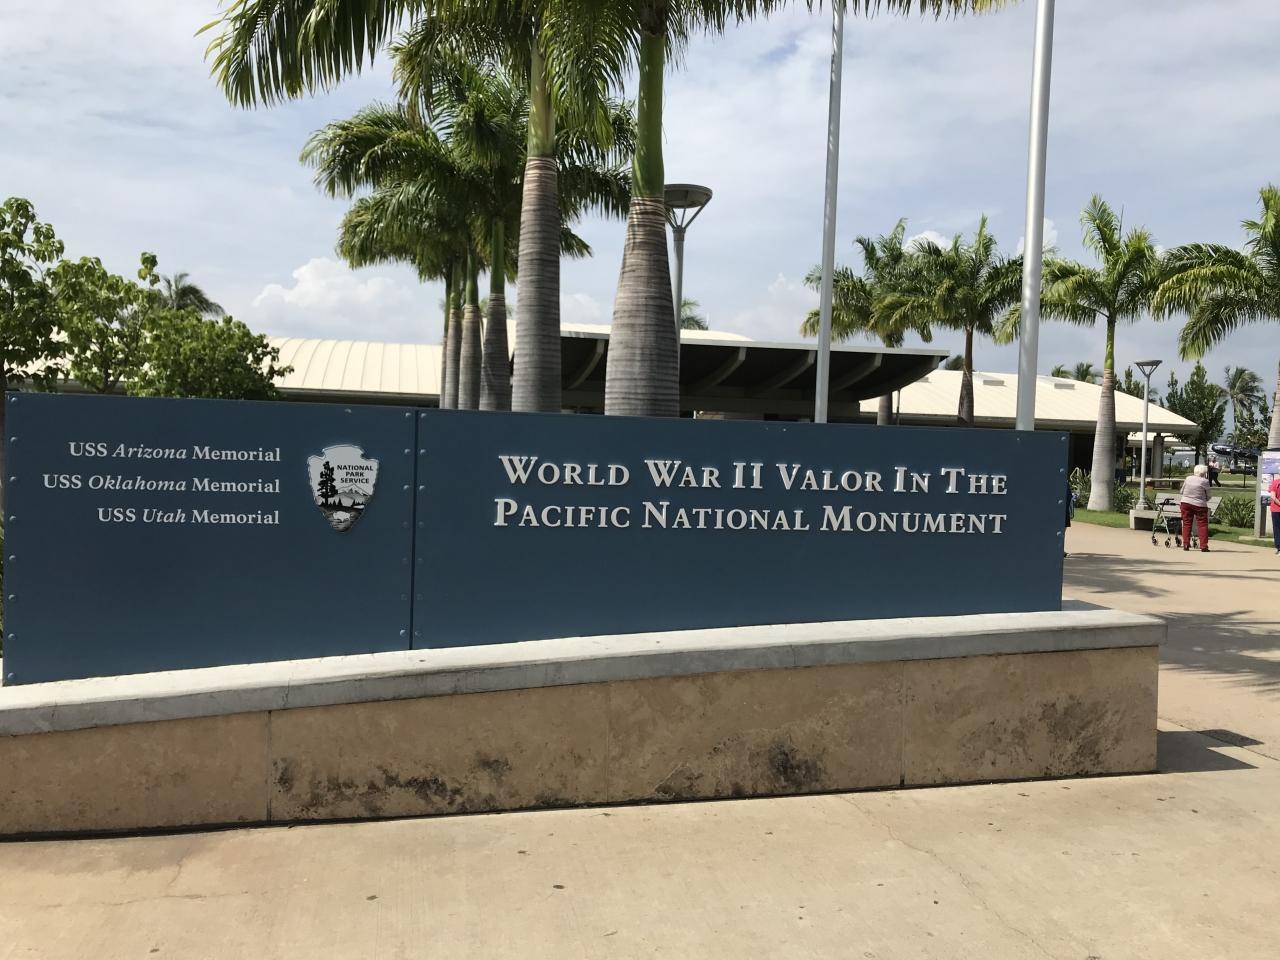 USS Arizona Memorial
USS Oklahoma Memorial
USS Utah Memorial
NATIONAL
PARK
SERVICE
WORLD WAR II VALOR IN THE
PACIFIC NATIONAL MONUMENT